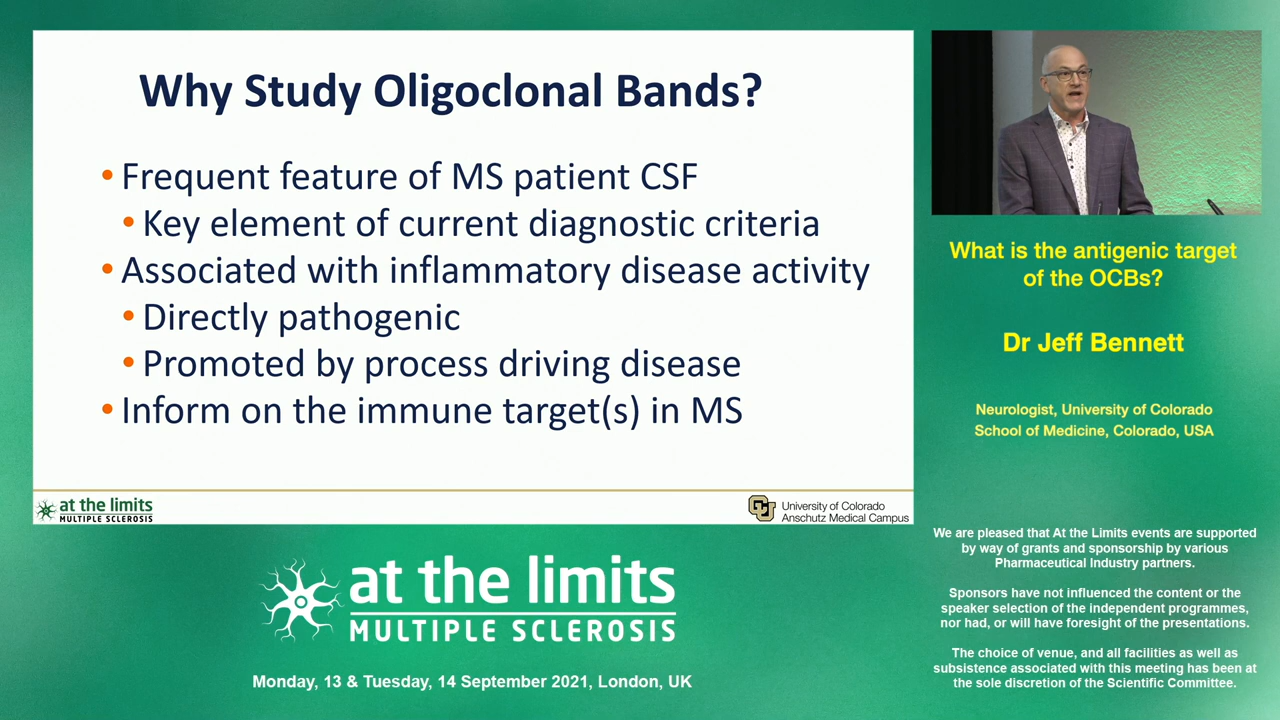 Why Study Oligoclonal Bands?
• Frequent feature of MS patient CSF
• Key element of current diagnostic criteria
• Associated with inflammatory disease activity
• Directly pathogenic
• Promoted by process driving disease
• Inform on the immune target(s) in MS
at the limits
MULTIPLE SCLEROSIS
CU
University of Colorado
Anschutz Medical Campus
What is the antigenic target
of the OCBs?
Dr Jeff Bennett
Neurologist, University of Colorado
School of Medicine, Colorado, USA
We are pleased that At the Limits events are supported
by way of grants and sponsorship by various
Pharmaceutical Industry partners.
Sponsors have not influenced the content or the
speaker selection of the independent programmes,
nor had, or will have foresight of the presentations.
The choice of venue, and all facilities as well as
subsistence associated with this meeting has been at
the sole discretion of the Scientific Committee.
at the limits
MULTIPLE SCLEROSIS
Monday, 13 & Tuesday, 14 September 2021, London, UK